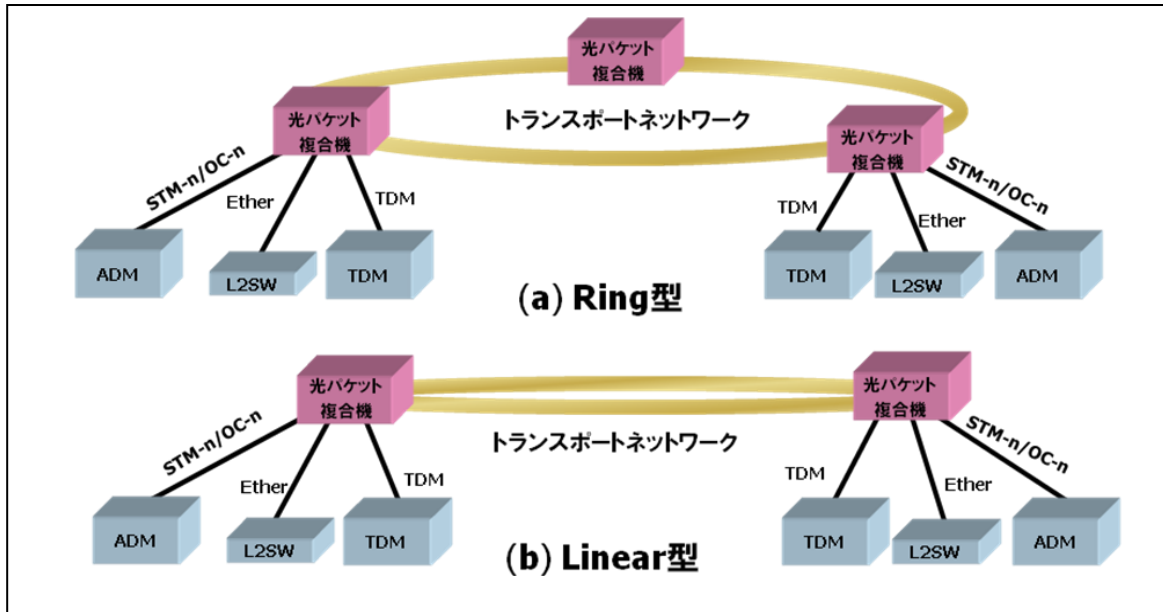 光パケット
複合機
光パケット
複合機
トランスポートネットワーク
光パケット
複合機
STM-n/OC-n
Ether
TDM
TDM
Ether
STM-n/OC-n
ADM
L2SW
TDM
TDM
L2SW
ADM
(a) Ring型
光パケット
複合機
光パケット
複合機
トランスポートネットワーク
STM-n/OC-n
Ether
TDM
TDM
Ether
STM-n/OC-n
ADM
L2SW
TDM
TDM
L2SW
ADM
(b) Linear型